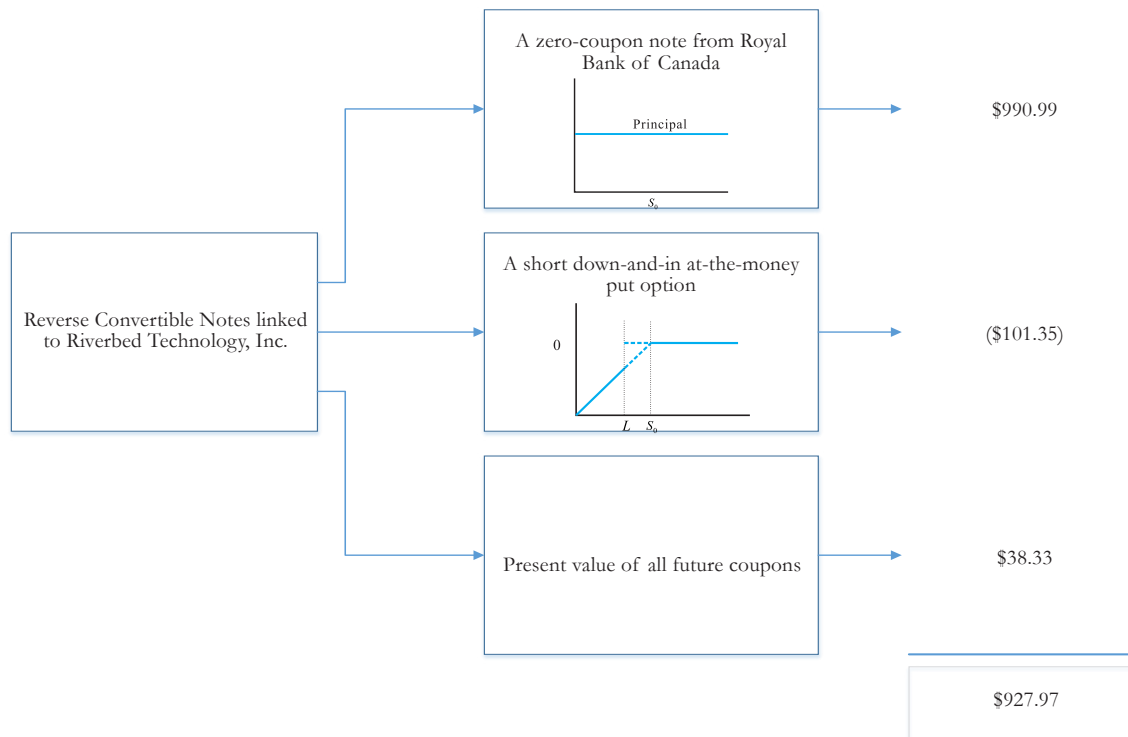 A zero-coupon note from Royal
Bank of Canada
Principal
S₀
$990.99
Reverse Convertible Notes linked
to Riverbed Technology, Inc.
A short down-and-in at-the-money
put option
0
L S₀
($101.35)
Present value of all future coupons
$38.33
$927.97